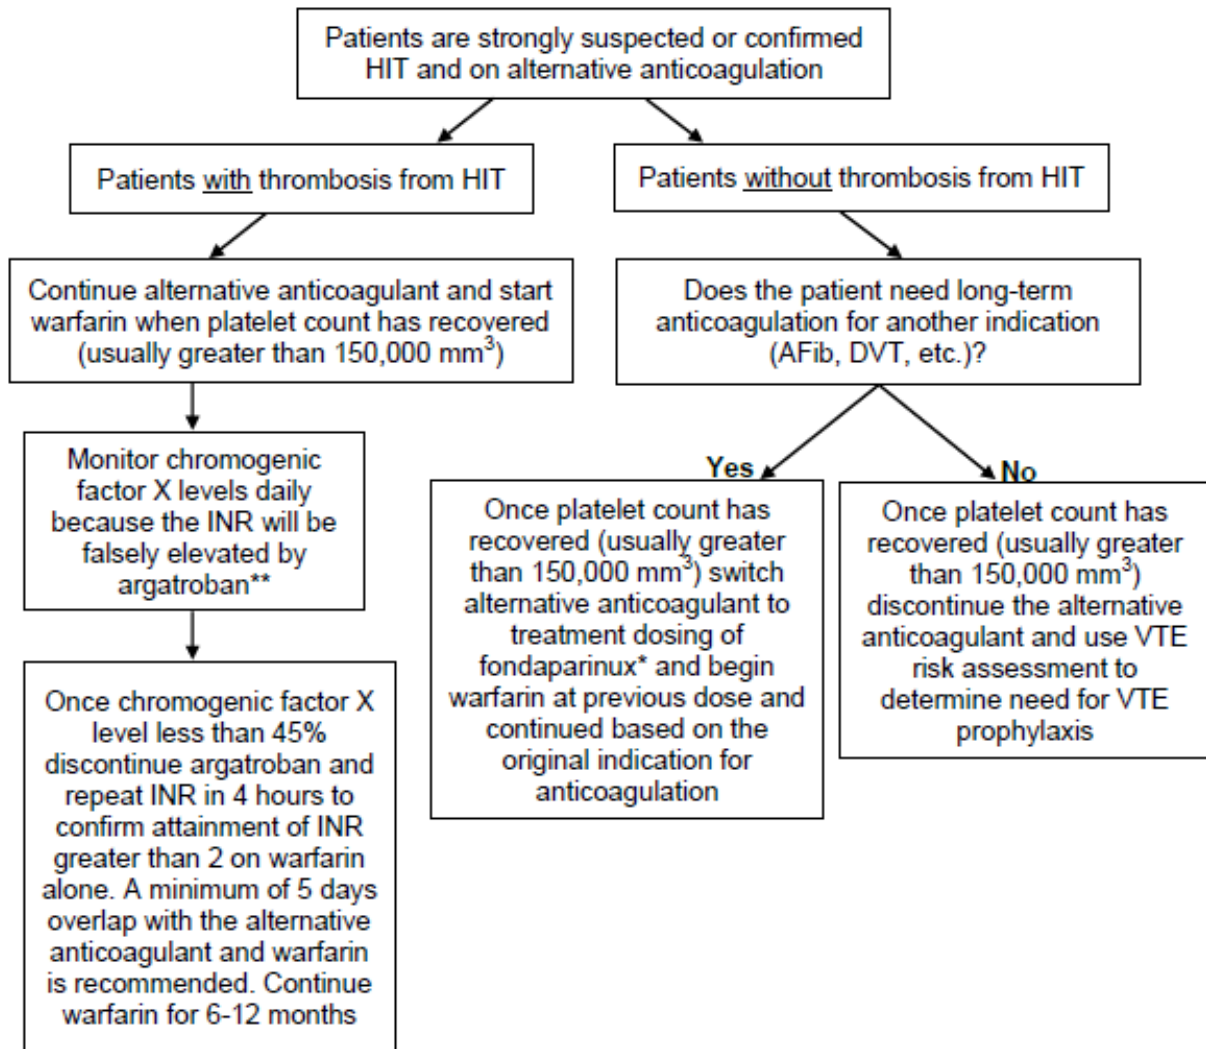 Patients are strongly suspected or confirmed
HIT and on alternative anticoagulation
Patients with thrombosis from HIT
Patients without thrombosis from HIT
Continue alternative anticoagulant and start
warfarin when platelet count has recovered
(usually greater than 150,000 mm³)
Does the patient need long-term
anticoagulation for another indication
(AFib, DVT, etc.)?
Monitor chromogenic
factor X levels daily
because the INR will be
falsely elevated by
argatroban**
Yes
No
Once platelet count has
recovered (usually greater
than 150,000 mm³) switch
alternative anticoagulant to
treatment dosing of
fondaparinux* and begin
warfarin at previous dose and
continued based on the
original indication for
anticoagulation
Once platelet count has
recovered (usually greater
than 150,000 mm³)
discontinue the alternative
anticoagulant and use VTE
risk assessment to
determine need for VTE
prophylaxis
Once chromogenic factor X
level less than 45%
discontinue argatroban and
repeat INR in 4 hours to
confirm attainment of INR
greater than 2 on warfarin
alone. A minimum of 5 days
overlap with the alternative
anticoagulant and warfarin
is recommended. Continue
warfarin for 6-12 months